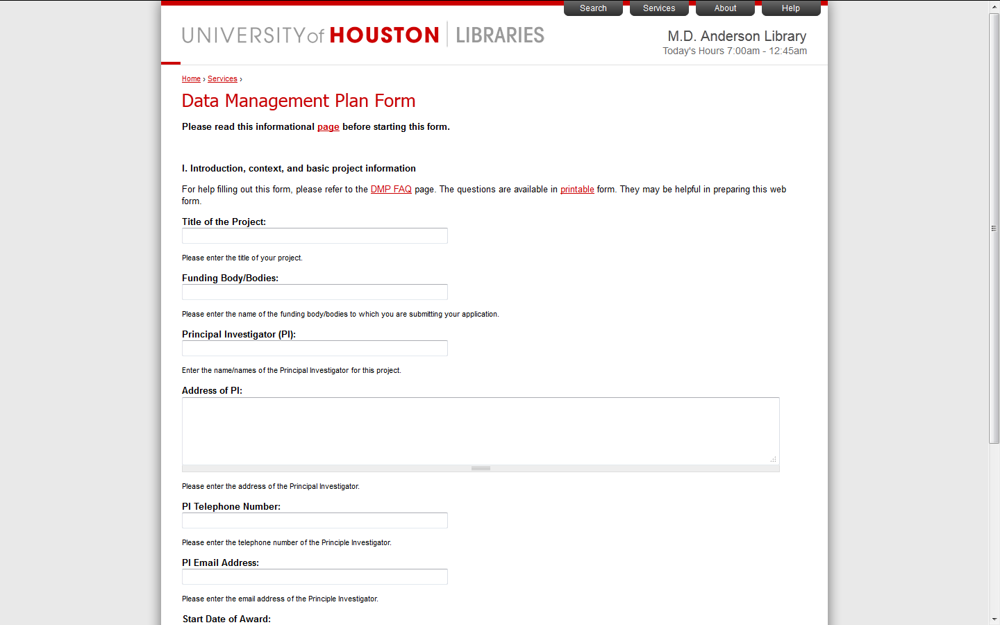 Search Services About Help
UNIVERSITY of HOUSTON LIBRARIES
M.D. Anderson Library
Today's Hours 7:00am - 12:45am
Home › Services ›
Data Management Plan Form
Please read this informational page before starting this form.
I. Introduction, context, and basic project information
For help filling out this form, please refer to the DMP FAQ page. The questions are available in printable form. They may be helpful in preparing this web
form.
Title of the Project:
Please enter the title of your project.
Funding Body/Bodies:
Please enter the name of the funding body/bodies to which you are submitting your application.
Principal Investigator (PI):
Enter the name/names of the Principal Investigator for this project.
Address of PI:
Please enter the address of the Principal Investigator.
PI Telephone Number:
Please enter the telephone number of the Principle Investigator.
PI Email Address:
Please enter the email address of the Principle Investigator.
Start Date of Award: